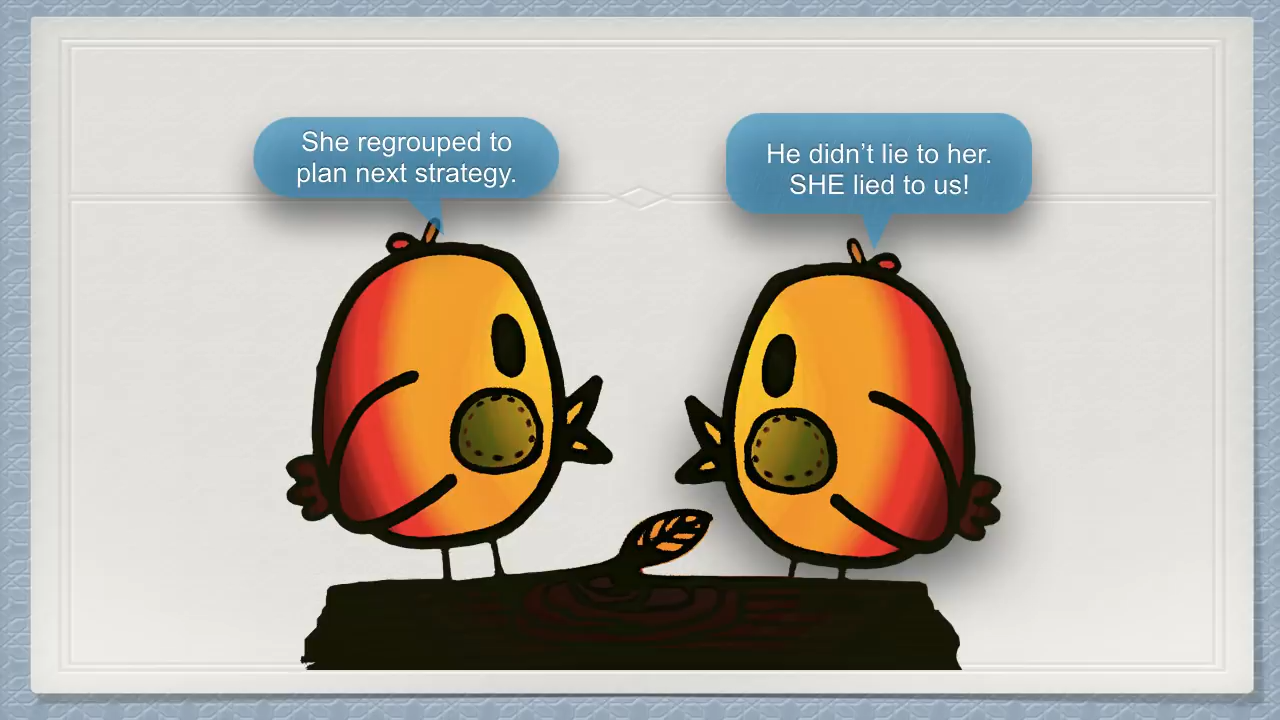 She regrouped to
plan next strategy.
He didn’t lie to her.
SHE lied to us!